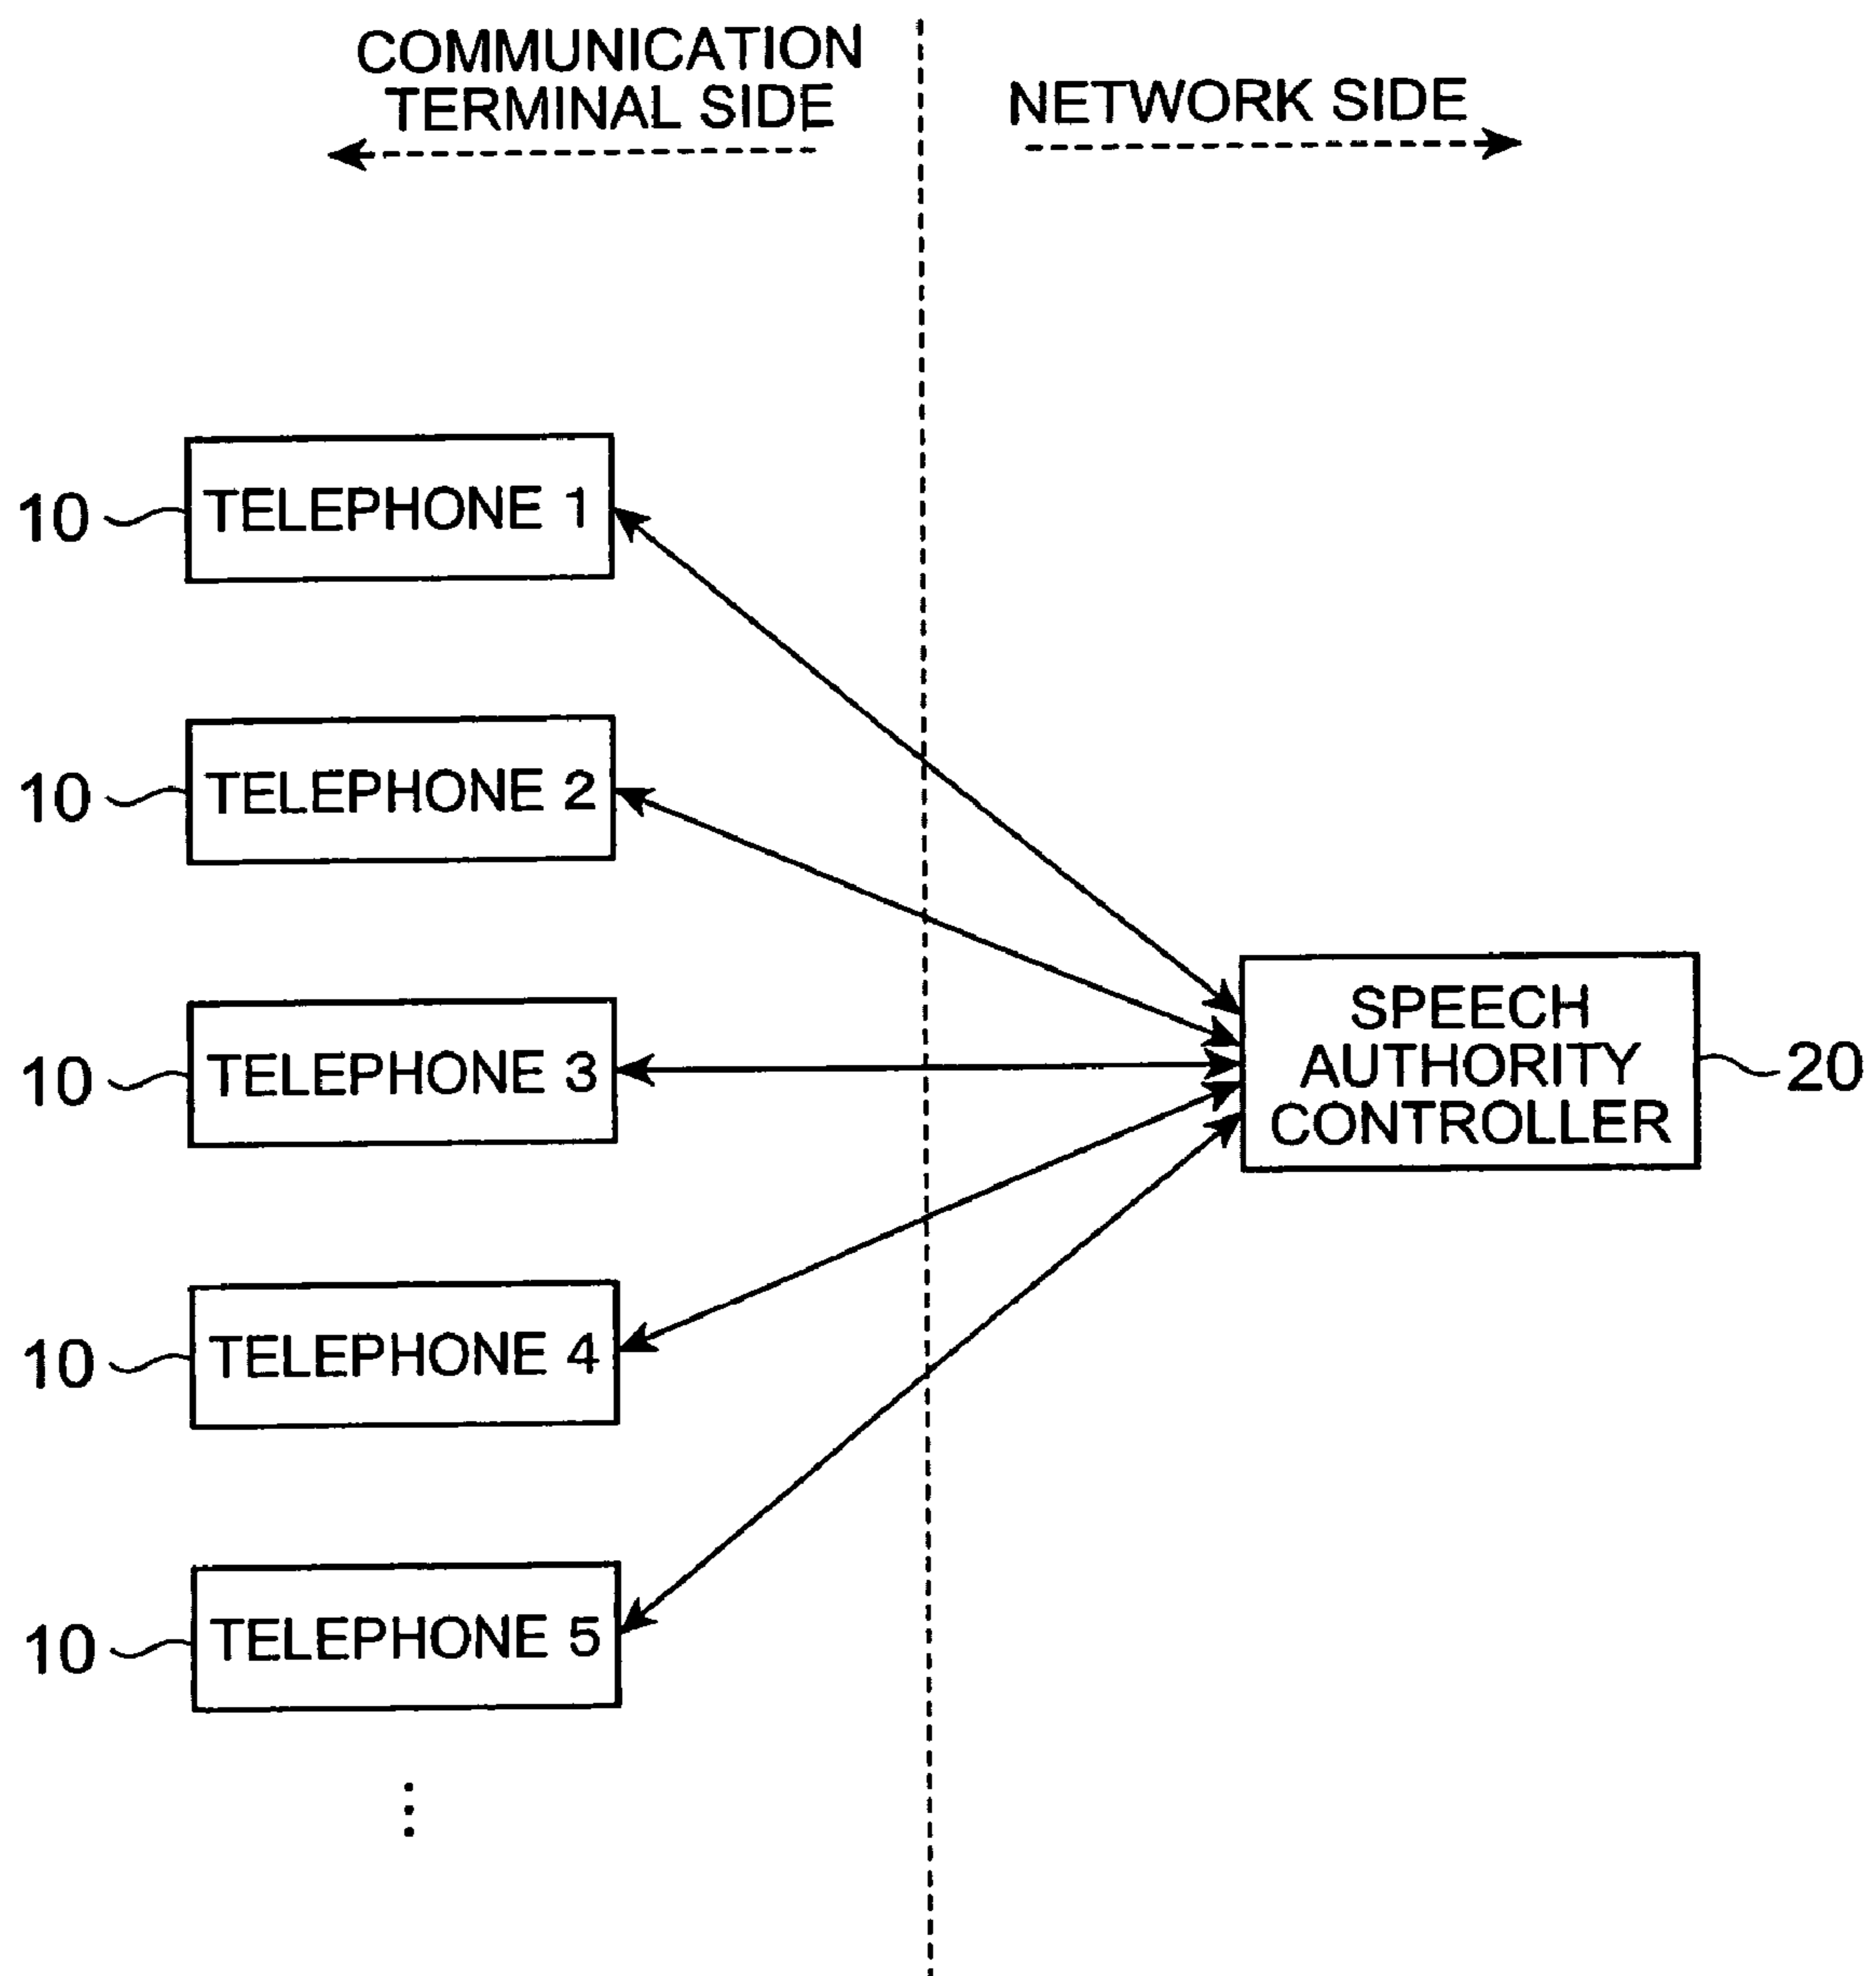 COMMUNICATION
TERMINAL SIDE
NETWORK SIDE
10
TELEPHONE 1
10
TELEPHONE 2
10
TELEPHONE 3
10
TELEPHONE 4
10
TELEPHONE 5
SPEECH
AUTHORITY
CONTROLLER
20